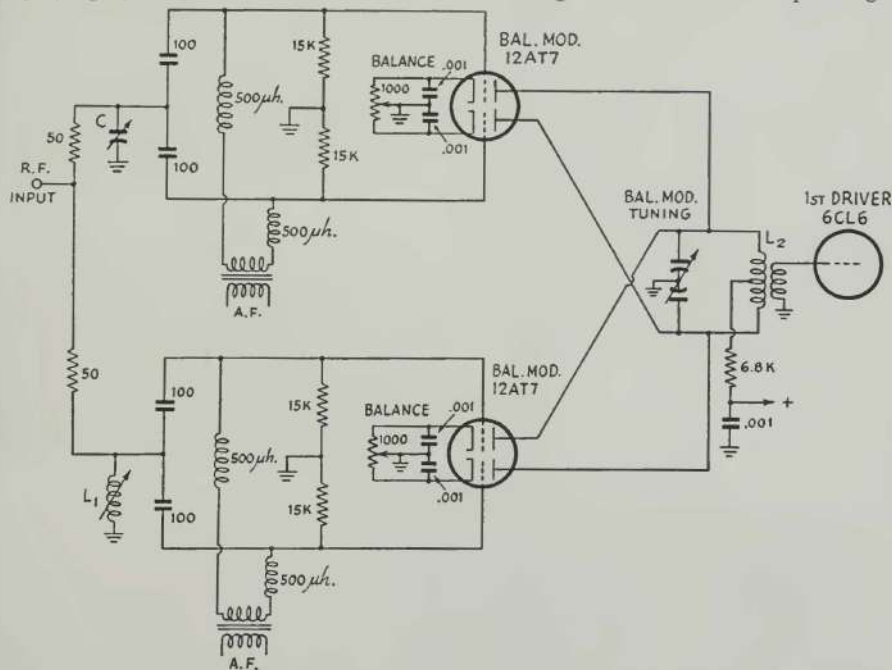 100
15K
BALANCE
BAL. MOD.
12AT7
500μh.
.001
1000
.001
C
50
100
15K
R.F.
INPUT
500μh.
A.F.
BAL. MOD.
TUNING
1ST DRIVER
6CL6
L2
50
6.8K
+
.001
100
15K
BALANCE
BAL. MOD.
12AT7
500μh.
.001
1000
.001
L1
100
15K
500μh.
A.F.